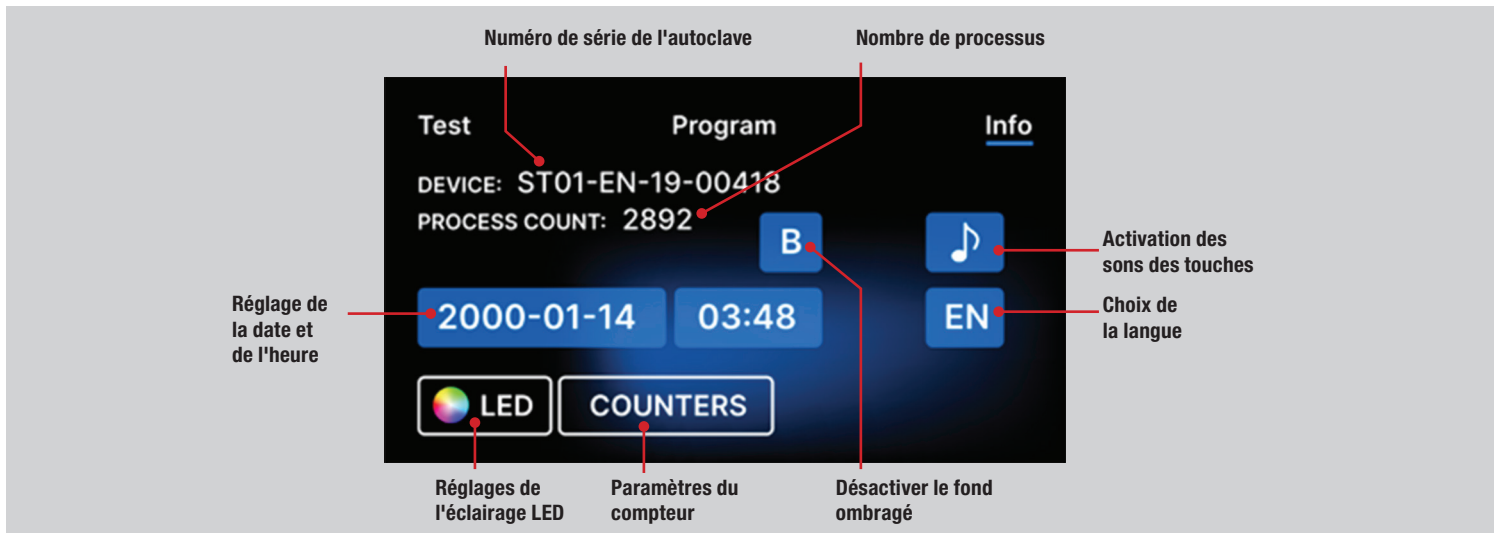 Numéro de série de l'autoclave
Nombre de processus
Test
Program
Info
DEVICE: ST01-EN-19-00418
PROCESS COUNT: 2892
B
♪
Activation des
sons des touches
Réglage de
la date et
de l'heure
2000-01-14
03:48
EN
Choix de
la langue
LED
COUNTERS
Réglages de
l'éclairage LED
Paramètres du
compteur
Désactiver le fond
ombragé